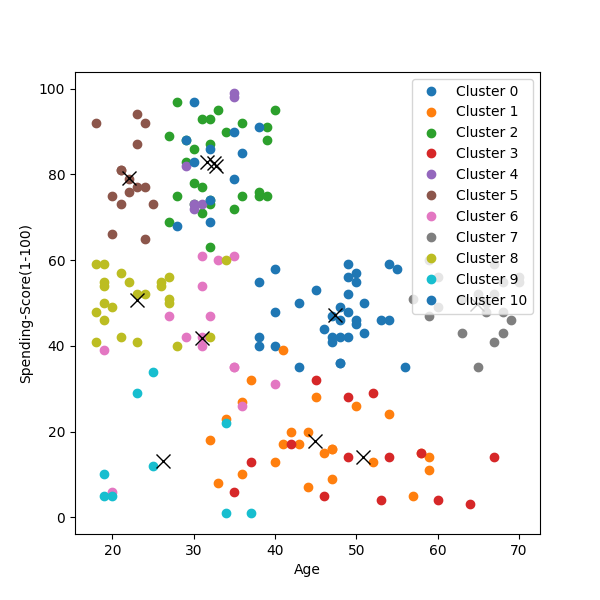 100
80
60
40
20
0
Spending-Score(1-100)
20 30 40 50 60 70
Age
Cluster 0
Cluster 1
Cluster 2
Cluster 3
Cluster 4
Cluster 5
Cluster 6
Cluster 7
Cluster 8
Cluster 9
Cluster 10